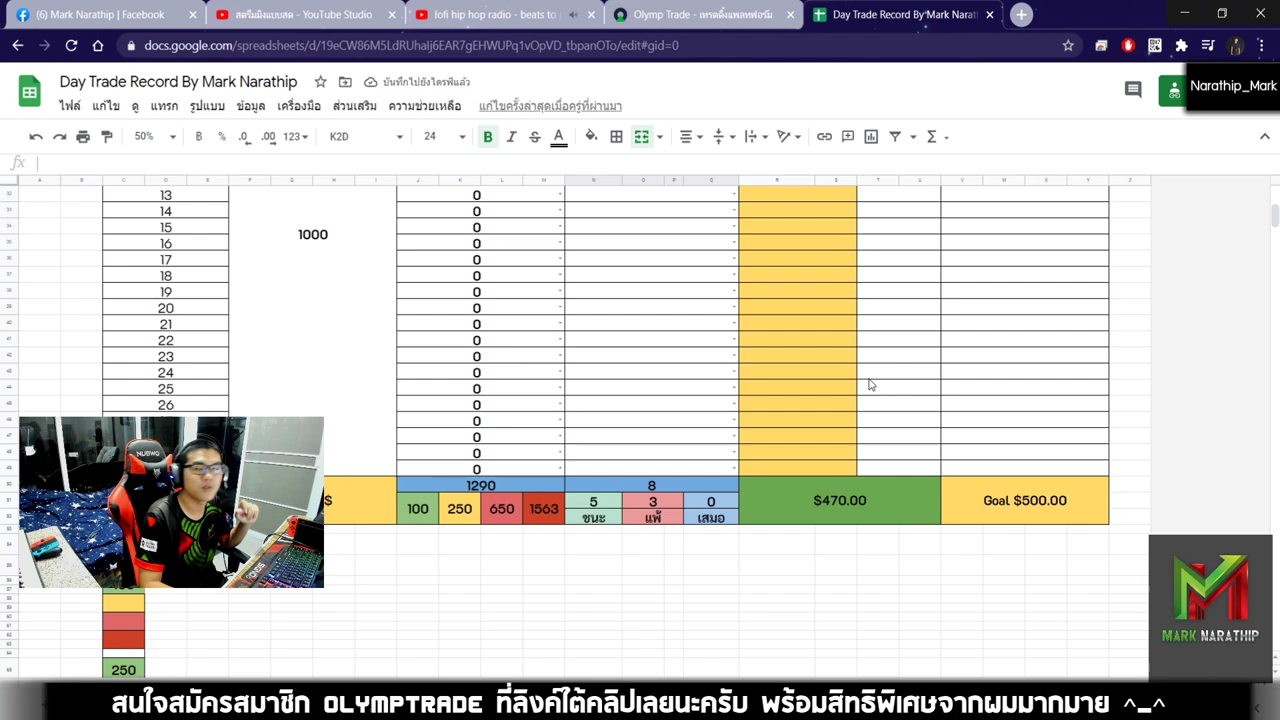 (6) Mark Narathip | Facebook
สตรีมมิงแบบสด - YouTube Studio
lofi hip hop radio - beats to
Olymp Trade - เทรดดิ้งแพลทฟอร์ม
Day Trade Record By Mark Narat
docs.google.com/spreadsheets/d/19eCW86M5LdRUhaIj6EAR7gEHWUPq1vOpVD_tbpanOTo/edit#gid=0
Day Trade Record By Mark Narathip
บันทึกไปยังไดรฟ์แล้ว
Narathip_Mark
ไฟล์ แก้ไข ดู แทรก รูปแบบ ข้อมูล เครื่องมือ ส่วนเสริม ความช่วยเหลือ แก้ไขครั้งล่าสุดเมื่อครู่ที่ผ่านมา
50% B % .0 .00 123 K2D 24 B I S A
fx
A B C D E F G H I J K L M N O P Q R S T U V W X Y Z
13 0
14 0
15 0
1000
16 0
17 0
18 0
19 0
20 0
21 0
22 0
23 0
24 0
25 0
26 0
0
0
0
0
1290 8
$ 100 250 650 1563 5 3 0 $470.00 Goal $500.00
ชนะ แพ้ เสมอ
250
NUBWO
MARK NARATHIP
สนใจสมัครสมาชิก OLYMPTRADE ที่ลิงค์ใต้คลิปเลยนะครับ พร้อมสิทธิพิเศษจากผมมากมาย ^_^